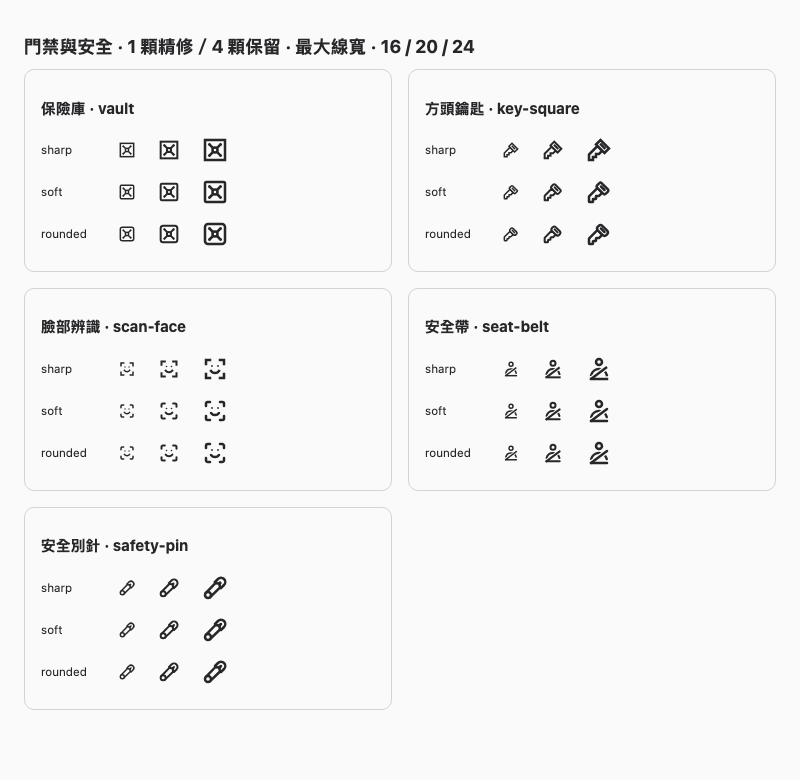 門禁與安全 · 1 顆精修 / 4 顆保留 · 最大線寬 · 16 / 20 / 24
保險庫 · vault
sharp
soft
rounded
方頭鑰匙 · key-square
sharp
soft
rounded
臉部辨識 · scan-face
sharp
soft
rounded
安全帶 · seat-belt
sharp
soft
rounded
安全別針 · safety-pin
sharp
soft
rounded